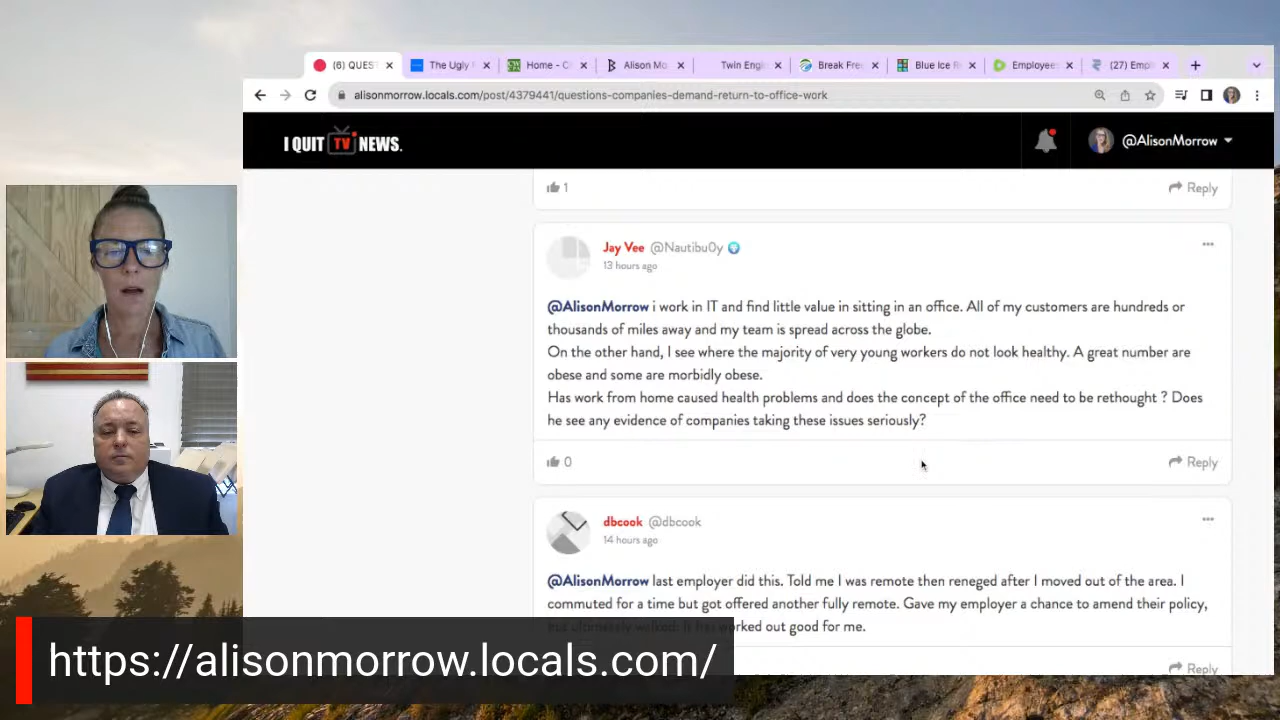 (6) QUES
The Ugly
Home - C
Alison Mo
Twin Eng
Break Free
Blue Ice R
Employee
(27) Emp
alisonmorrow.locals.com/post/4379441/questions-companies-demand-return-to-office-work
I QUIT TV NEWS.
@AlisonMorrow
1
Reply
Jay Vee @Nautibu0y
13 hours ago
@AlisonMorrow i work in IT and find little value in sitting in an office. All of my customers are hundreds or
thousands of miles away and my team is spread across the globe.
On the other hand, I see where the majority of very young workers do not look healthy. A great number are
obese and some are morbidly obese.
Has work from home caused health problems and does the concept of the office need to be rethought ? Does
he see any evidence of companies taking these issues seriously?
0
Reply
dbcook @dbcook
14 hours ago
@AlisonMorrow last employer did this. Told me I was remote then reneged after I moved out of the area. I
commuted for a time but got offered another fully remote. Gave my employer a chance to amend their policy,
but ultimately walked. It has worked out good for me.
Reply
https://alisonmorrow.locals.com/